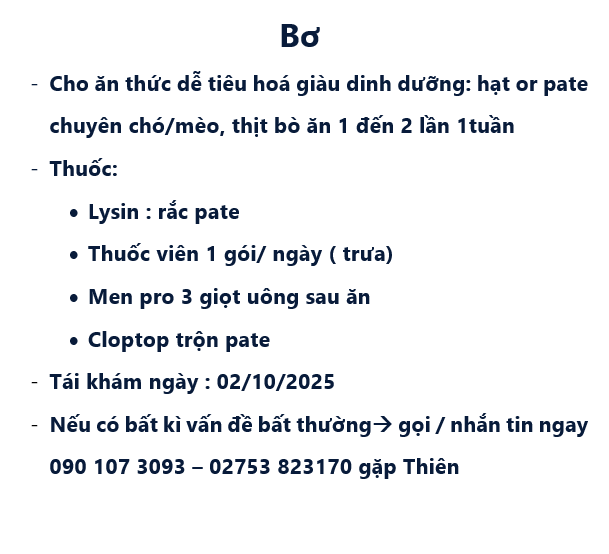 Bơ
- Cho ăn thức dễ tiêu hoá giàu dinh dưỡng: hạt or pate
chuyên chó/mèo, thịt bò ăn 1 đến 2 lần 1tuần
- Thuốc:
• Lysin : rắc pate
• Thuốc viên 1 gói/ ngày ( trưa)
• Men pro 3 giọt uông sau ăn
• Cloptop trộn pate
- Tái khám ngày : 02/10/2025
- Nếu có bất kì vấn đề bất thường→ gọi / nhắn tin ngay
090 107 3093 – 02753 823170 gặp Thiên